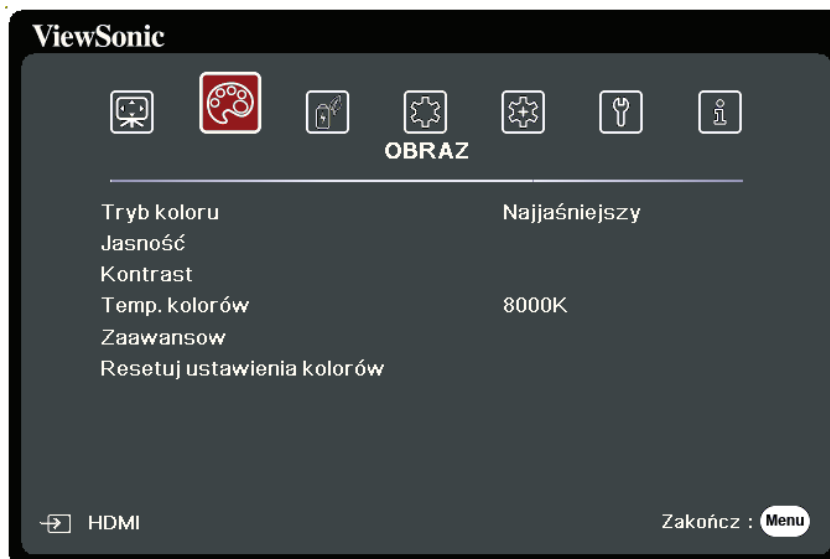 ViewSonic
OBRAZ
Tryb koloru Najjaśniejszy
Jasność
Kontrast
Temp. kolorów 8000K
Zaawansow
Resetuj ustawienia kolorów
HDMI Zakończ : Menu